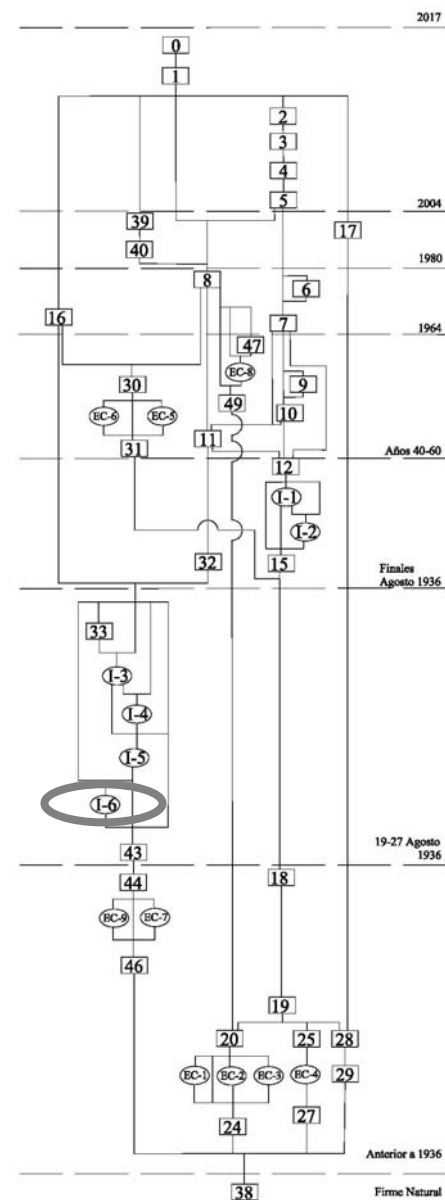 2017
0
1
2
3
4
5
2004
39
17
40
1980
8
6
16
7
1964
47
30
EC-8
9
49
EC-6
EC-5
10
11
31
Años 40-60
12
I-1
I-2
32
15
Finales
Agosto 1936
33
I-3
I-4
I-5
I-6
43
19-27 Agosto
1936
44
18
EC-9
EC-7
46
19
20
25
28
EC-1
EC-2
EC-3
EC-4
29
27
24
Anterior a 1936
38
Firme Natural